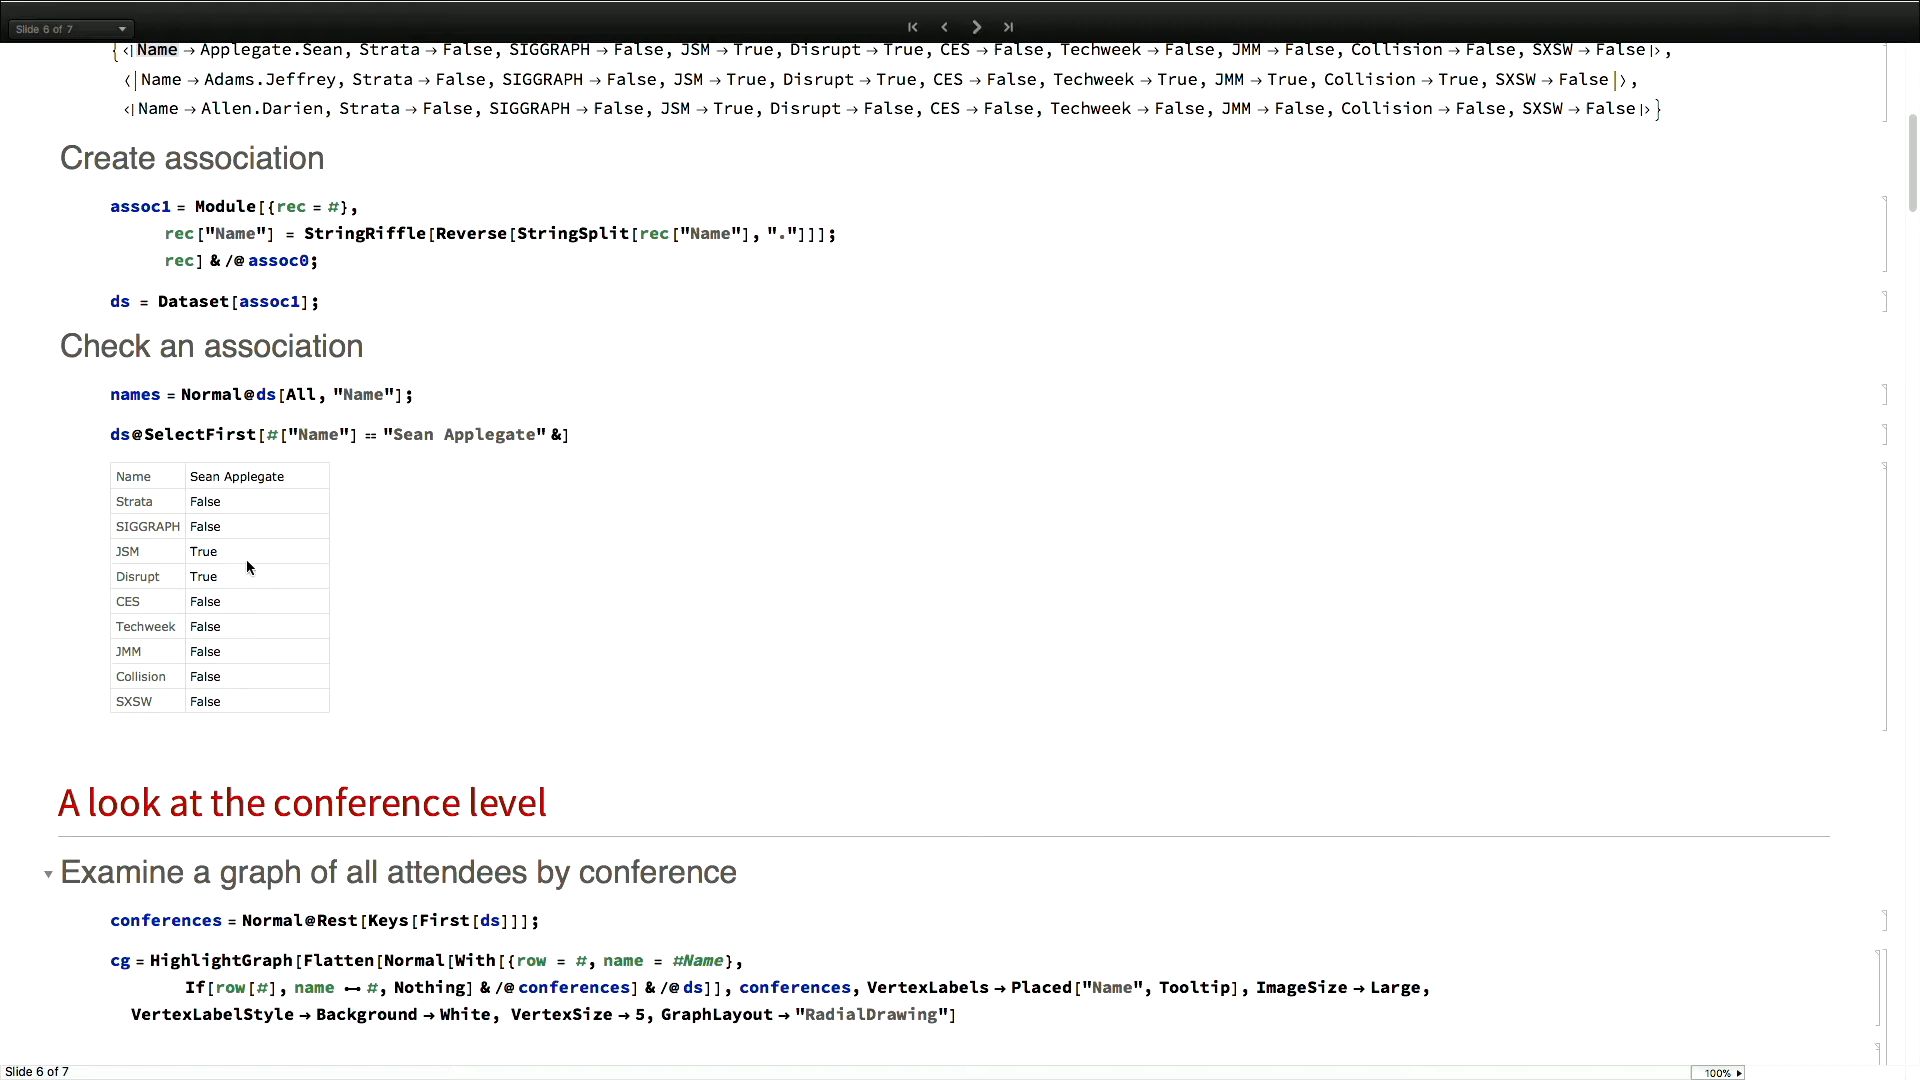 Slide 6 of 7
{<|Name → Applegate.Sean, Strata → False, SIGGRAPH → False, JSM → True, Disrupt → True, CES → False, Techweek → False, JMM → False, Collision → False, SXSW → False|>,
<|Name → Adams.Jeffrey, Strata → False, SIGGRAPH → False, JSM → True, Disrupt → True, CES → False, Techweek → True, JMM → True, Collision → True, SXSW → False|>,
<|Name → Allen.Darien, Strata → False, SIGGRAPH → False, JSM → True, Disrupt → False, CES → False, Techweek → False, JMM → False, Collision → False, SXSW → False|>}
Create association
assoc1 = Module[{rec = #},
rec["Name"] = StringRiffle[Reverse[StringSplit[rec["Name"], "."]]];
rec] & /@ assoc0;
ds = Dataset[assoc1];
Check an association
names = Normal@ds[All, "Name"];
ds@SelectFirst[#["Name"] == "Sean Applegate" &]
Name Sean Applegate
Strata False
SIGGRAPH False
JSM True
Disrupt True
CES False
Techweek False
JMM False
Collision False
SXSW False
A look at the conference level
Examine a graph of all attendees by conference
conferences = Normal@Rest[Keys[First[ds]]];
cg = HighlightGraph[Flatten[Normal[With[{row = #, name = #Name},
If[row[#], name ↔ #, Nothing] & /@ conferences] & /@ ds]], conferences, VertexLabels → Placed["Name", Tooltip], ImageSize → Large,
VertexLabelStyle → Background → White, VertexSize → 5, GraphLayout → "RadialDrawing"]
Slide 6 of 7
100%